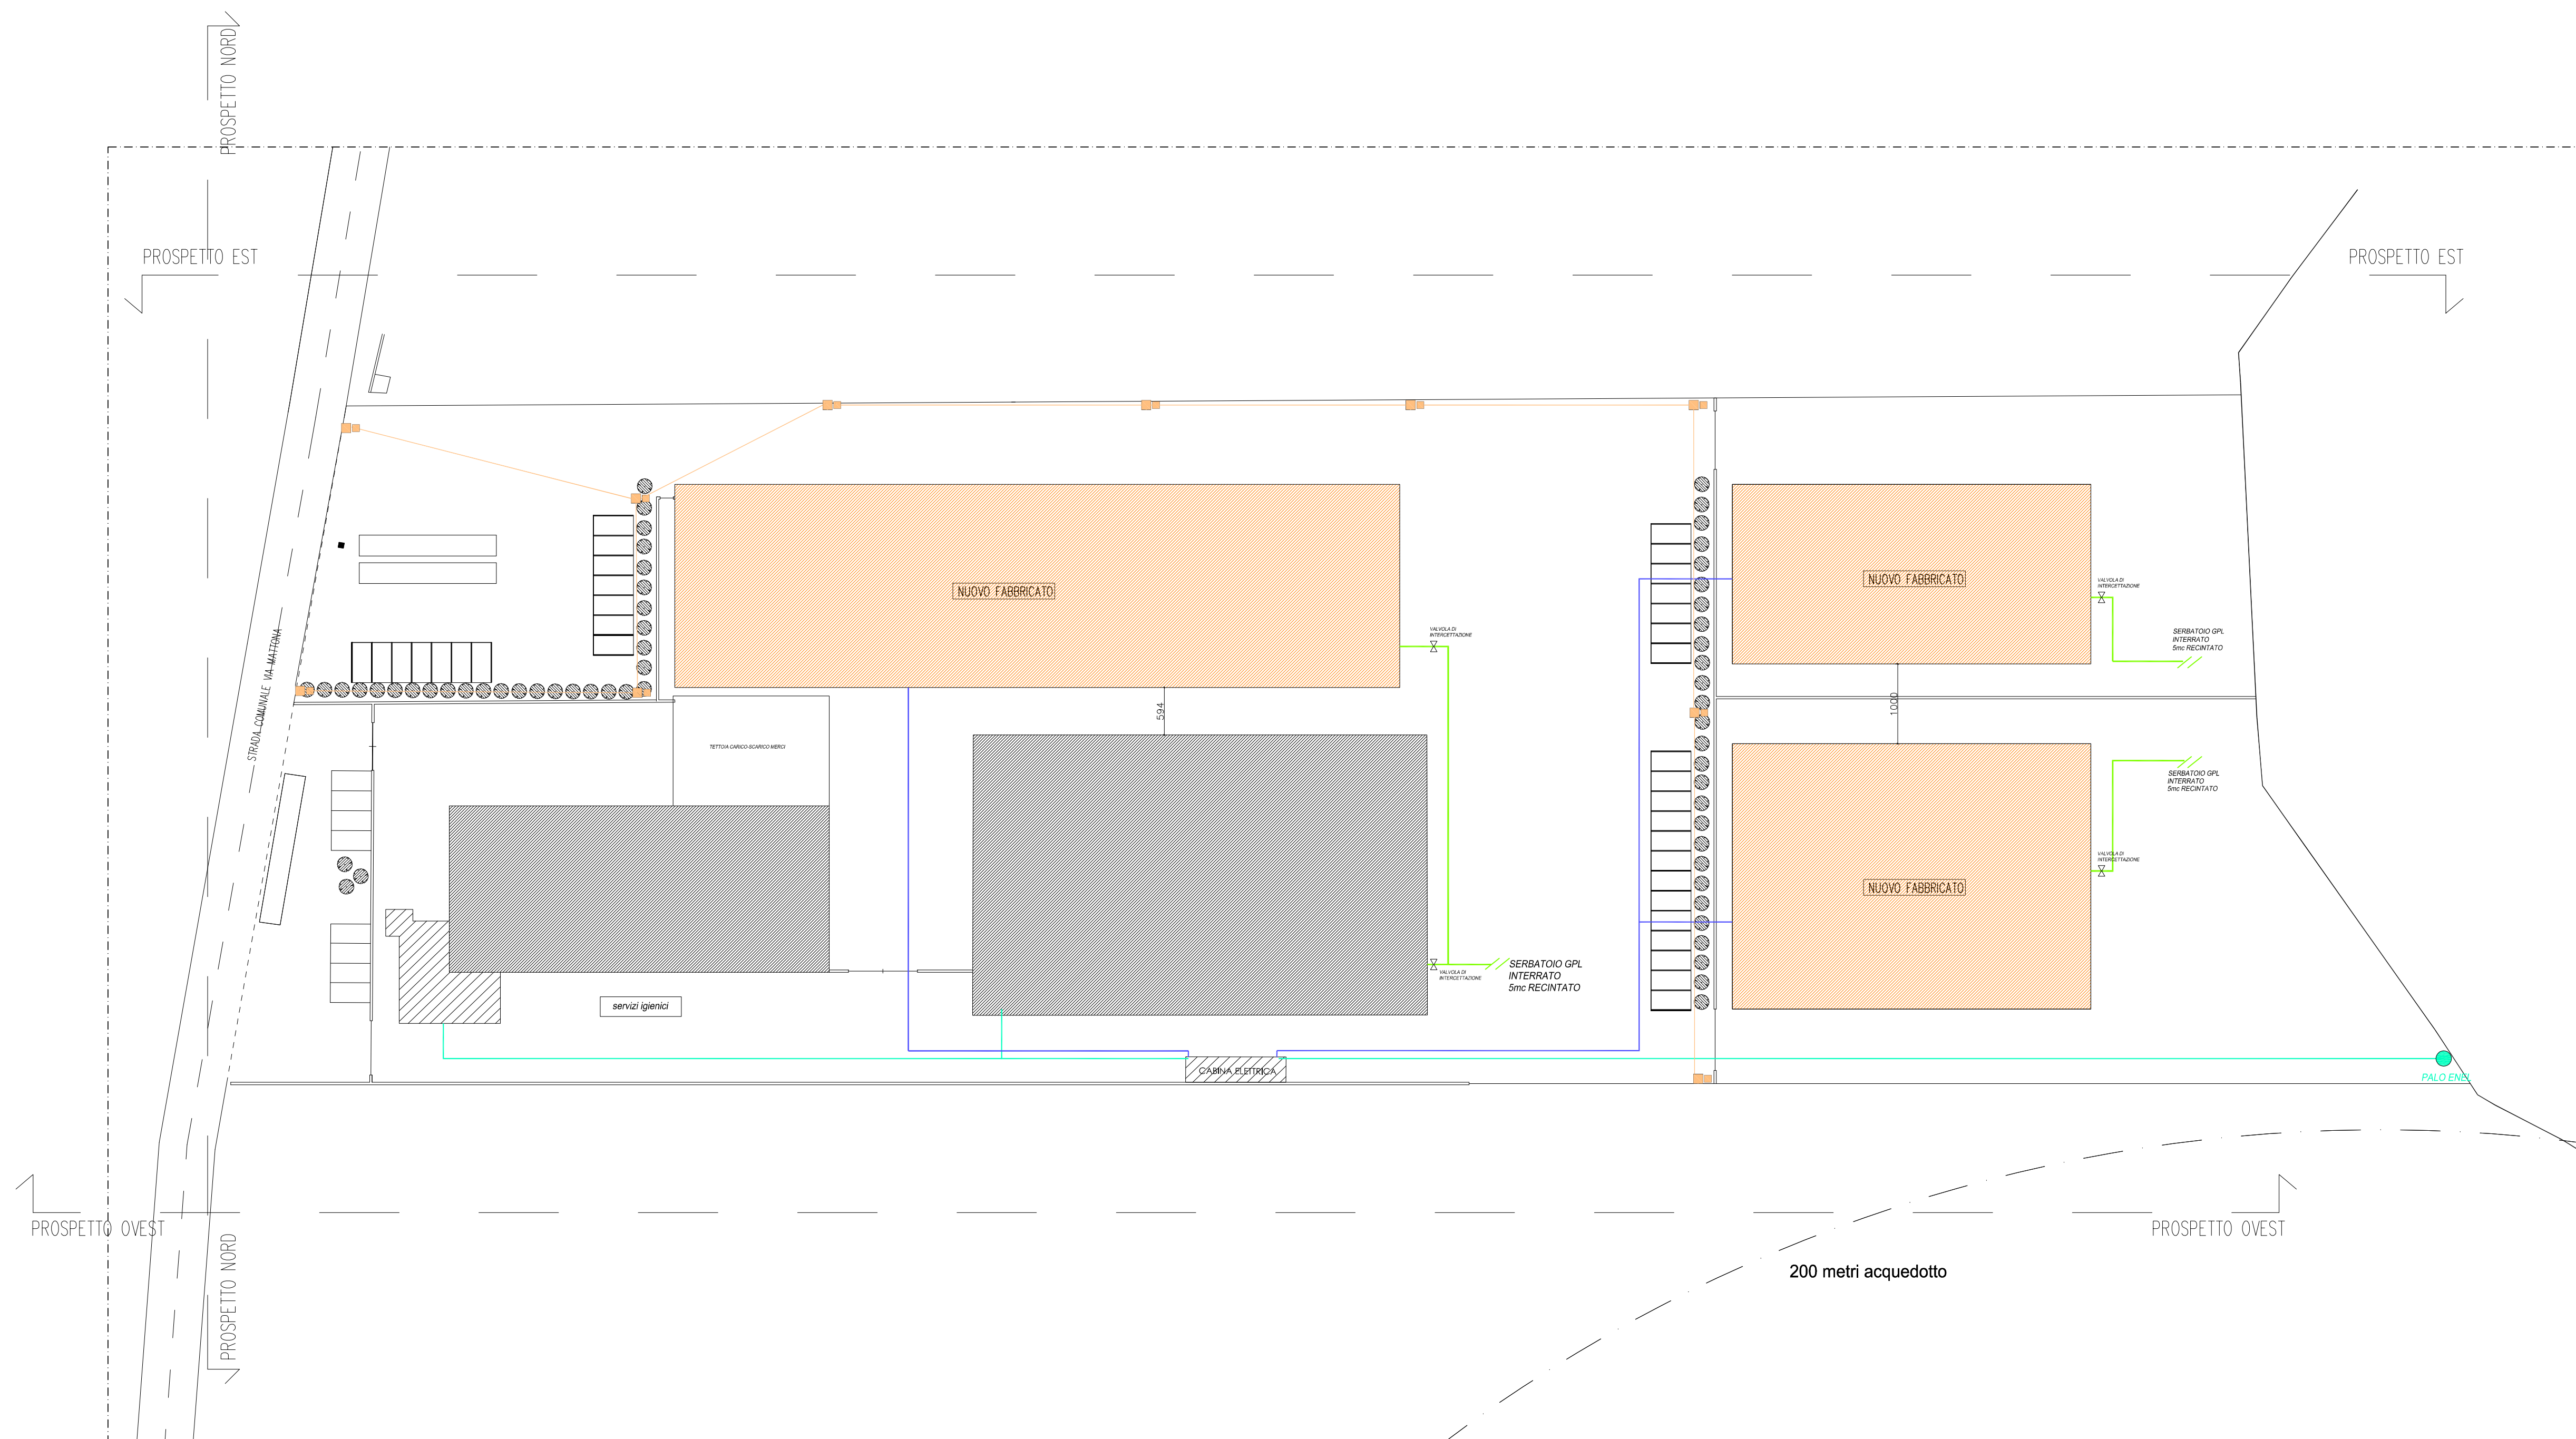 PROSPETTO NORD
PROSPETTO EST
PROSPETTO EST
NUOVO FABBRICATO
NUOVO FABBRICATO
VALVOLA DI
INTERCETTAZIONE
SERBATOIO GPL
INTERRATO
5mc RECINTATO
VALVOLA DI
INTERCETTAZIONE
STRADA COMUNALE VIA MATTONA
594
1000
TETTOIA CARICO-SCARICO MERCI
SERBATOIO GPL
INTERRATO
5mc RECINTATO
VALVOLA DI
INTERCETTAZIONE
NUOVO FABBRICATO
SERBATOIO GPL
INTERRATO
5mc RECINTATO
VALVOLA DI
INTERCETTAZIONE
servizi igienici
CABINA ELETTRICA
PALO ENEL
PROSPETTO OVEST
PROSPETTO OVEST
PROSPETTO NORD
200 metri acquedotto